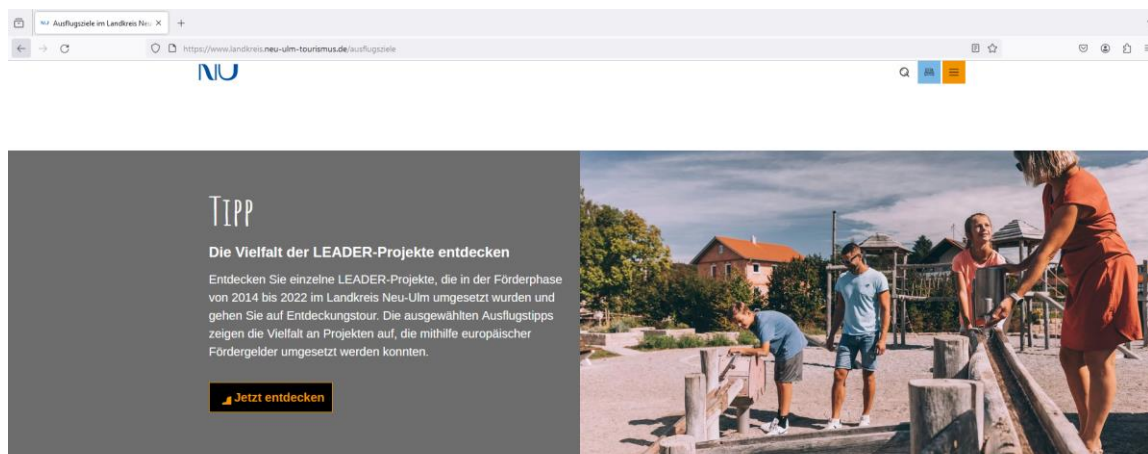 Ausflugsziele im Landkreis Neu
https://www.landkreis.neu-ulm-tourismus.de/ausflugsziele
NU
TIPP
Die Vielfalt der LEADER-Projekte entdecken
Entdecken Sie einzelne LEADER-Projekte, die in der Förderphase
von 2014 bis 2022 im Landkreis Neu-Ulm umgesetzt wurden und
gehen Sie auf Entdeckungstour. Die ausgewählten Ausflugstipps
zeigen die Vielfalt an Projekten auf, die mithilfe europäischer
Fördergelder umgesetzt werden konnten.
Jetzt entdecken